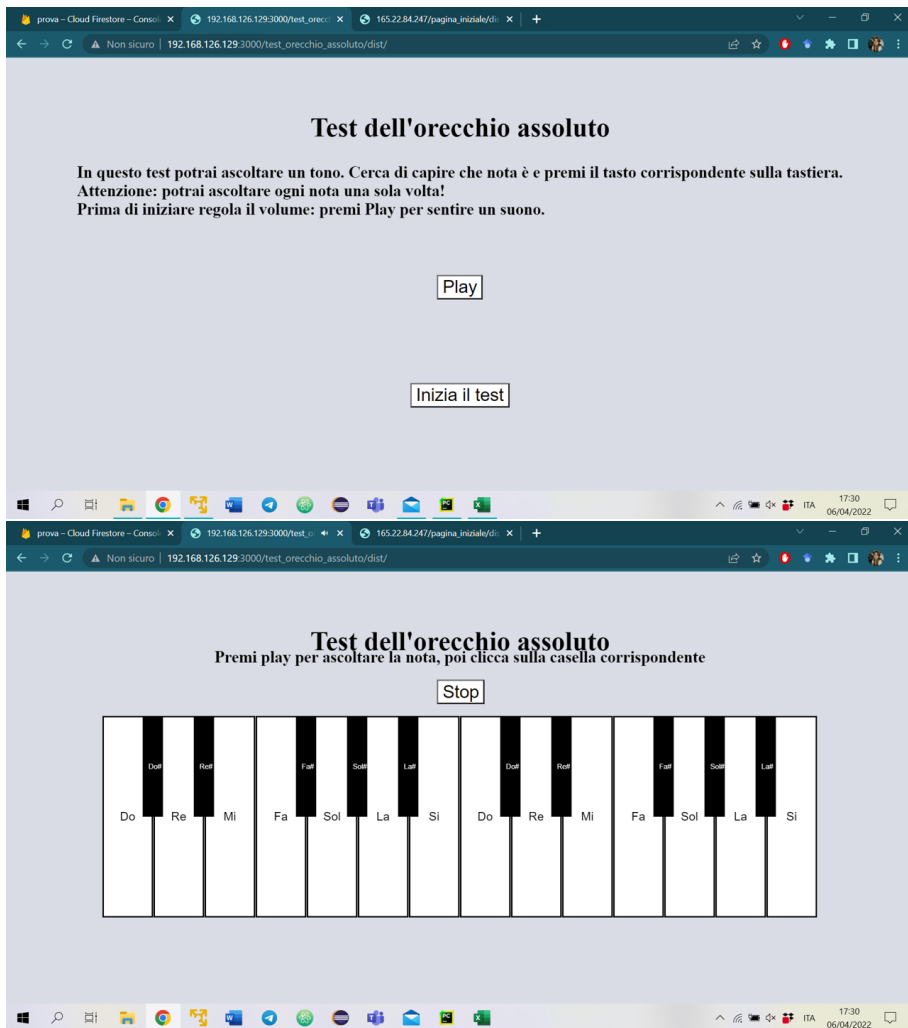 prova – Cloud Firestore – Consol
192.168.126.129:3000/test_orecc
165.22.84.247/pagina_iniziale/di
Non sicuro | 192.168.126.129:3000/test_orecchio_assoluto/dist/
Test dell'orecchio assoluto
In questo test potrai ascoltare un tono. Cerca di capire che nota è e premi il tasto corrispondente sulla tastiera.
Attenzione: potrai ascoltare ogni nota una sola volta!
Prima di iniziare regola il volume: premi Play per sentire un suono.
Play
Inizia il test
ITA
17:30
06/04/2022
prova – Cloud Firestore – Consol
192.168.126.129:3000/test_o
165.22.84.247/pagina_iniziale/di
Non sicuro | 192.168.126.129:3000/test_orecchio_assoluto/dist/
Test dell'orecchio assoluto
Premi play per ascoltare la nota, poi clicca sulla casella corrispondente
Stop
Do# Re# Fa# Sol# La# Do# Re# Fa# Sol# La#
Do Re Mi Fa Sol La Si Do Re Mi Fa Sol La Si
ITA
17:30
06/04/2022